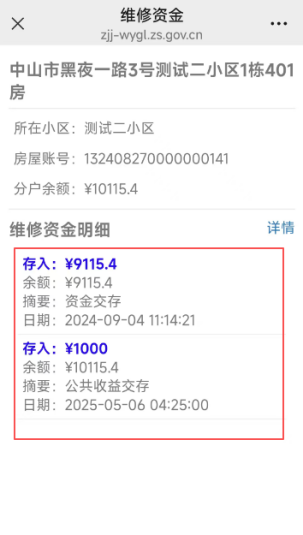 维修资金
zjj-wygl.zs.gov.cn
中山市黑夜一路3号测试二小区1栋401
房
所在小区：测试二小区
房屋账号：132408270000000141
分户余额：¥10115.4
维修资金明细 详情
存入：¥9115.4
余额：¥9115.4
摘要：资金交存
日期：2024-09-04 11:14:21
存入：¥1000
余额：¥10115.4
摘要：公共收益交存
日期：2025-05-06 04:25:00